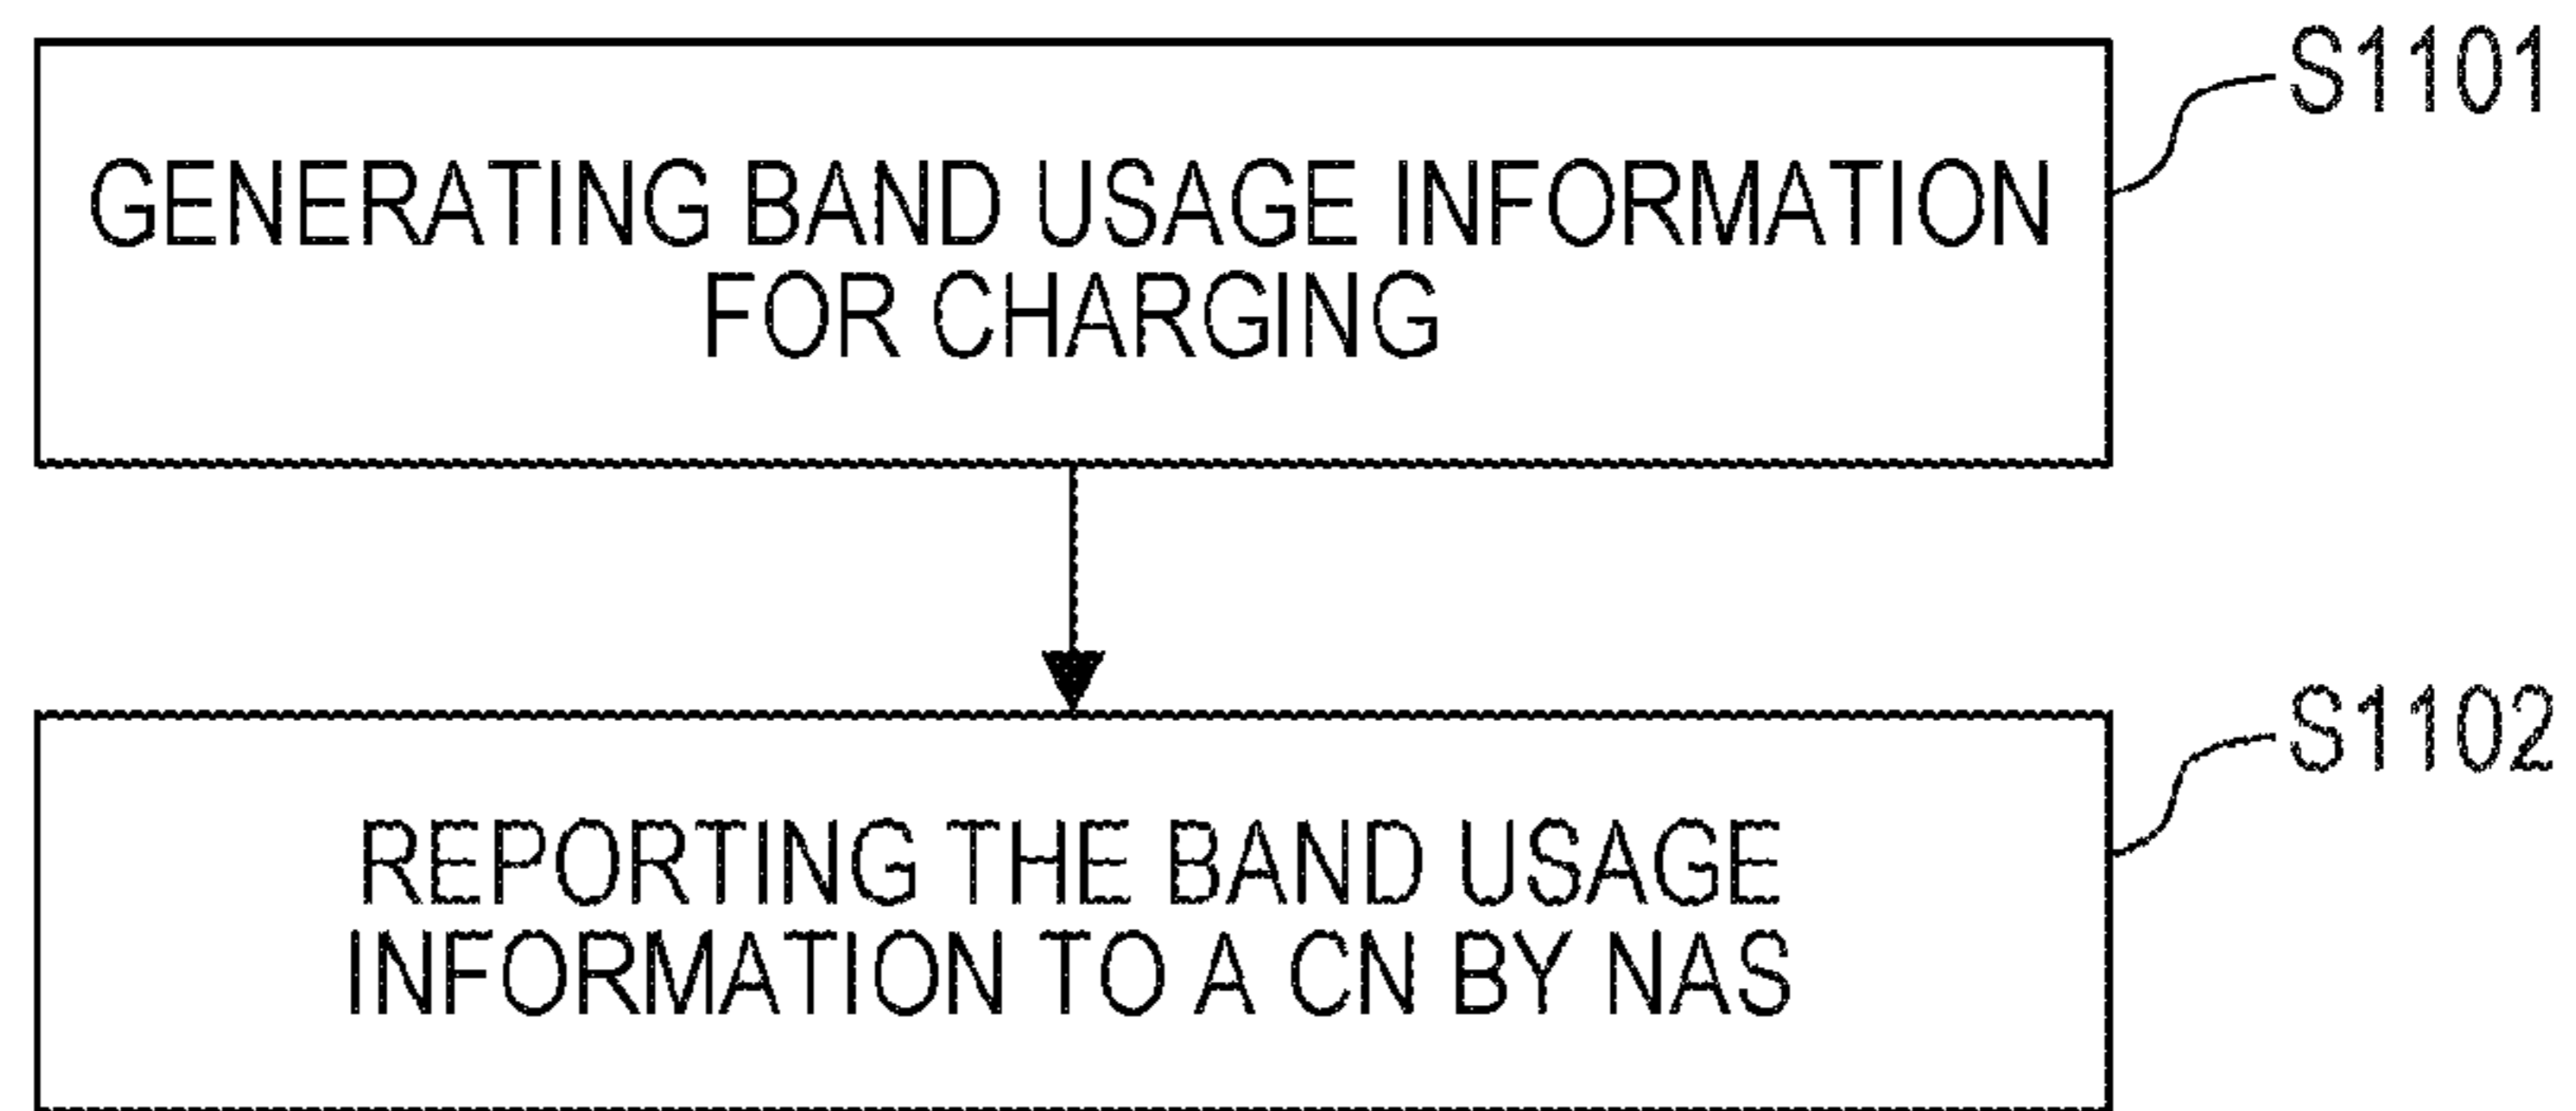 S1101
GENERATING BAND USAGE INFORMATION
FOR CHARGING
S1102
REPORTING THE BAND USAGE
INFORMATION TO A CN BY NAS